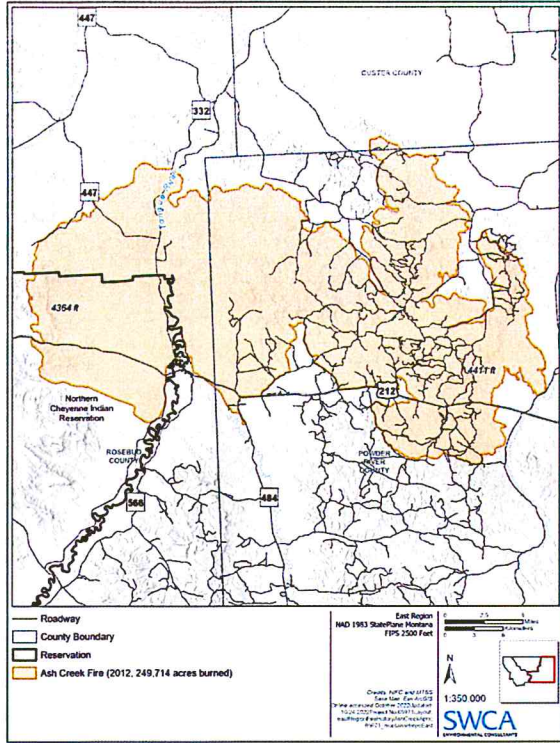 447
332
CUSTER COUNTY
447
4364 R
4411 R
212
Northern
Cheyenne Indian
Reservation
ROSEBUD
COUNTY
POWDER
RIVER
COUNTY
566
484
Roadway
County Boundary
Reservation
Ash Creek Fire (2012, 249,714 acres burned)
East Region
NAD 1983 StatePlane Montana
FIPS 2500 Feet
Miles
Kilometers
N
1:350,000
SWCA
ENVIRONMENTAL CONSULTANTS